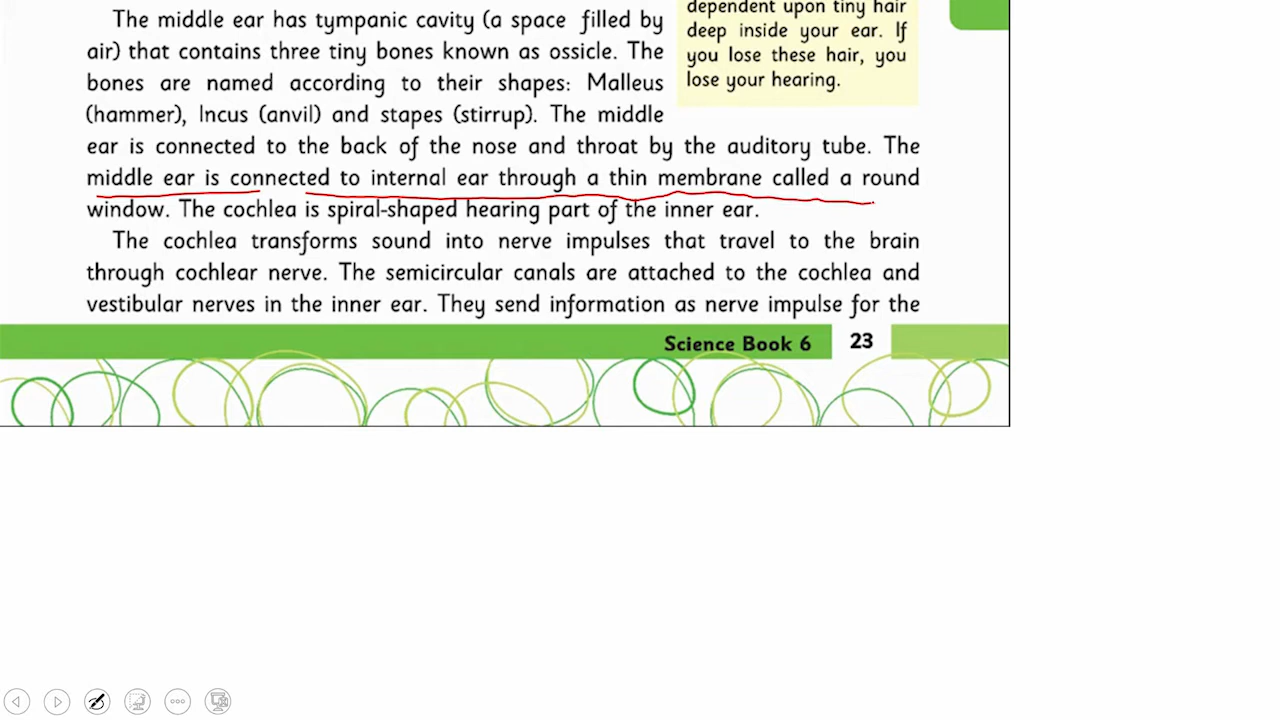 The middle ear has tympanic cavity (a space filled by
air) that contains three tiny bones known as ossicle. The
bones are named according to their shapes: Malleus
(hammer), Incus (anvil) and stapes (stirrup). The middle
ear is connected to the back of the nose and throat by the auditory tube. The
middle ear is connected to internal ear through a thin membrane called a round
window. The cochlea is spiral-shaped hearing part of the inner ear.
The cochlea transforms sound into nerve impulses that travel to the brain
through cochlear nerve. The semicircular canals are attached to the cochlea and
vestibular nerves in the inner ear. They send information as nerve impulse for the
dependent upon tiny hair
deep inside your ear. If
you lose these hair, you
lose your hearing.
Science Book 6
23